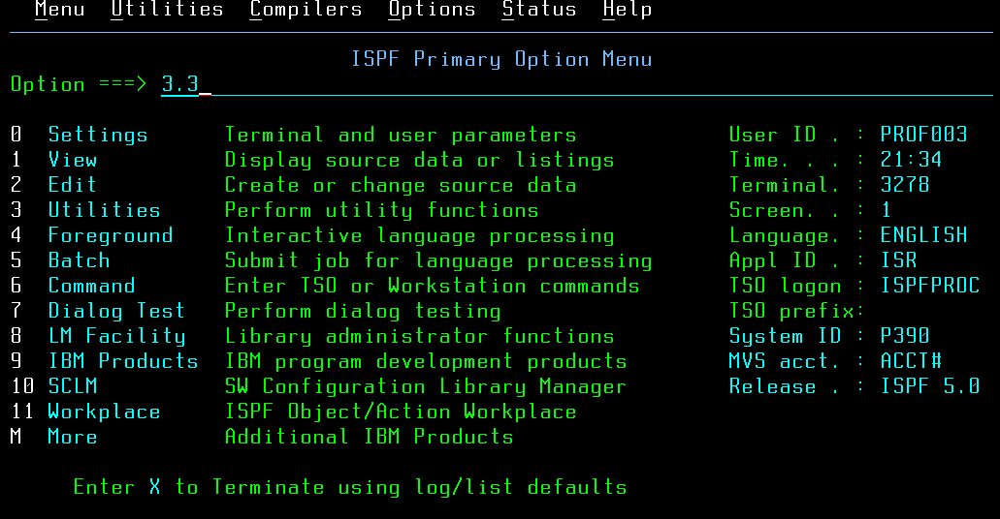 Menu Utilities Compilers Options Status Help
ISPF Primary Option Menu
Option ===> 3.3_
0 Settings Terminal and user parameters User ID . : PROF003
1 View Display source data or listings Time. . . : 21:34
2 Edit Create or change source data Terminal. : 3278
3 Utilities Perform utility functions Screen. . : 1
4 Foreground Interactive language processing Language. : ENGLISH
5 Batch Submit job for language processing Appl ID . : ISR
6 Command Enter TSO or Workstation commands TSO logon : ISPFPROC
7 Dialog Test Perform dialog testing TSO prefix:
8 LM Facility Library administrator functions System ID : P390
9 IBM Products IBM program development products MVS acct. : ACCT#
10 SCLM SW Configuration Library Manager Release . : ISPF 5.0
11 Workplace ISPF Object/Action Workplace
M More Additional IBM Products
Enter X to Terminate using log/list defaults